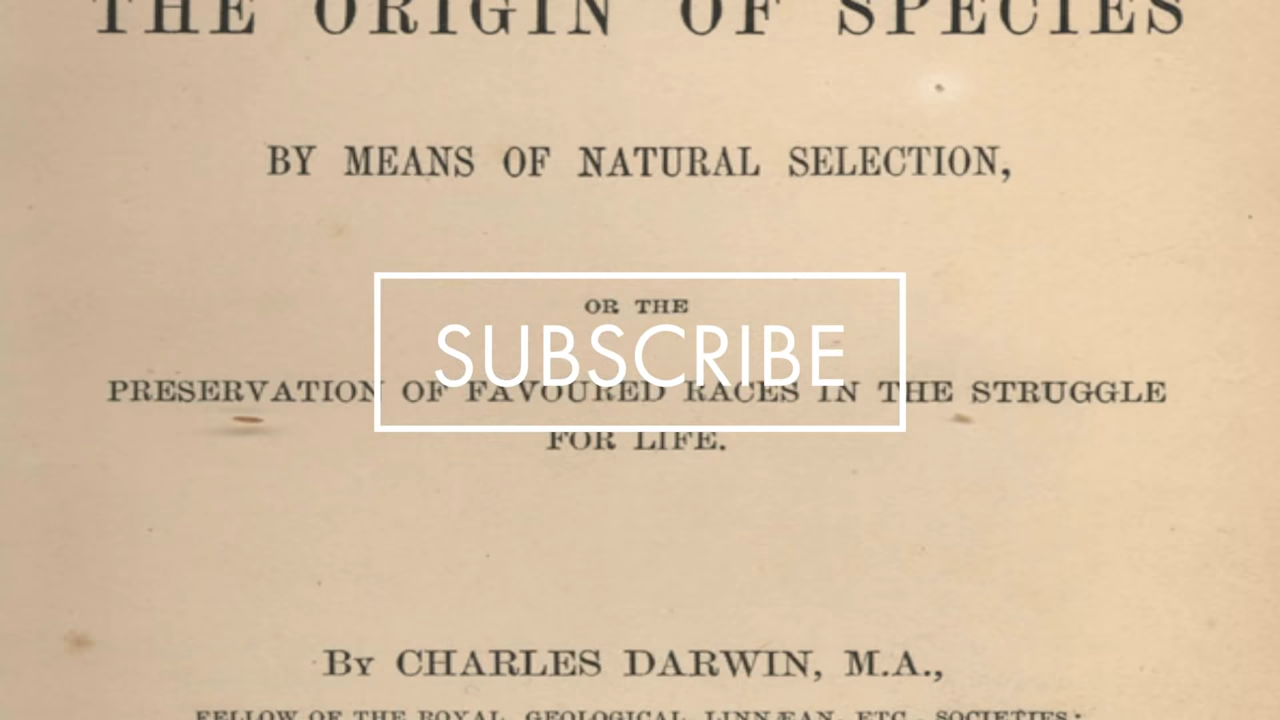 THE ORIGIN OF SPECIES
BY MEANS OF NATURAL SELECTION,
OR THE
SUBSCRIBE
PRESERVATION OF FAVOURED RACES IN THE STRUGGLE
FOR LIFE.
By CHARLES DARWIN, M.A.,
FELLOW OF THE ROYAL, GEOLOGICAL, LINNÆAN, ETC., SOCIETIES;